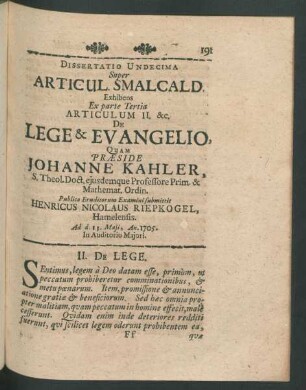 191
DISSERTATIO UNDECIMA
Super
ARTICUL. SMALCALD.
Exhibens
Ex parte Tertia
ARTICULUM II. &c.
DE
LEGE & EVANGELIO,
QUAM
PRÆSIDE
JOHANNE KAHLER,
S. Theol. Doct. ejusdemque Professore Prim. &
Mathemat. Ordin.
Publico Eruditorum Examini submittit
HENRICUS NICOLAUS RIEPKOGEL,
Hamelensis.
Ad d. 13. Maji, An. 1705.
In Auditorio Majori.
II. DE LEGE.
SEntimus, legem à Deo datam esse, primùm, ut
peccatum prohiberetur comminationibus, &
metu pœnarum. Item, promissione & annunci-
atione gratiæ & beneficiorum. Sed hæc omnia pro-
pter malitiam, quam peccatum in homine effecit, malè
cesserunt. Quidam enim inde deteriores redditi
fuerunt, qui scilicet legem oderunt prohibentem ea,
Ff
quæ